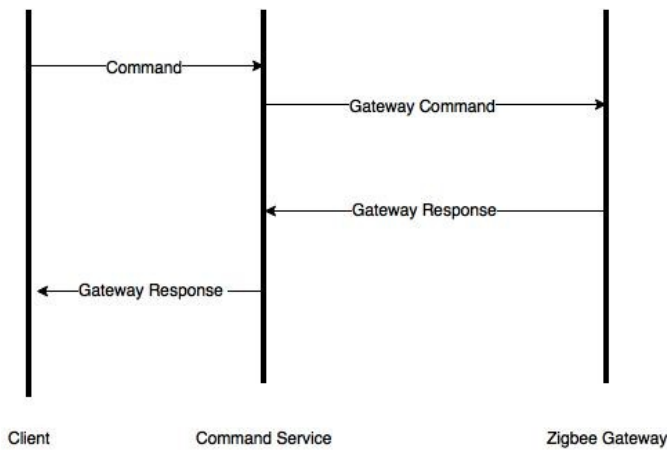 Command
Gateway Command
Gateway Response
Gateway Response
Client
Command Service
Zigbee Gateway